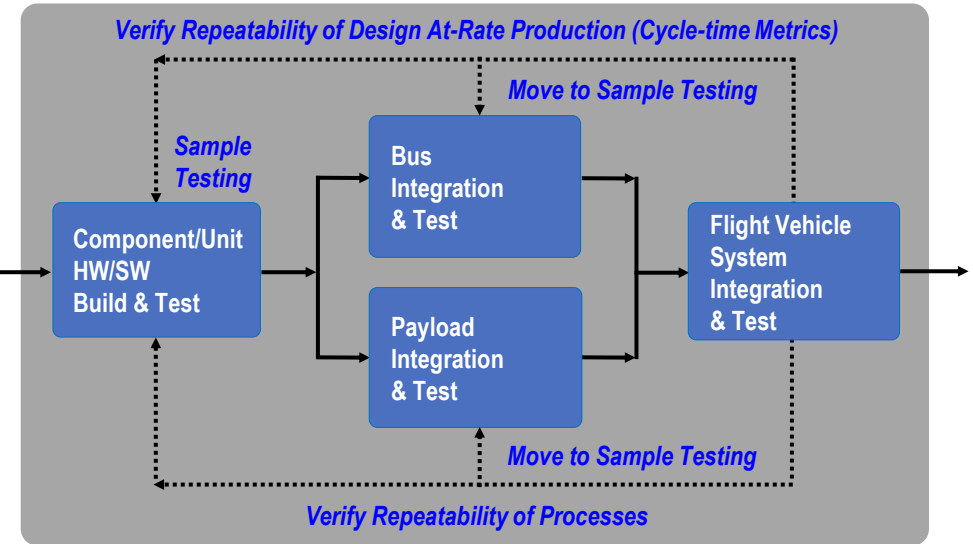 Verify Repeatability of Design At-Rate Production (Cycle-time Metrics)
Move to Sample Testing
Sample
Testing
Bus
Integration
& Test
Component/Unit
HW/SW
Build & Test
Flight Vehicle
System
Integration
& Test
Payload
Integration
& Test
Move to Sample Testing
Verify Repeatability of Processes